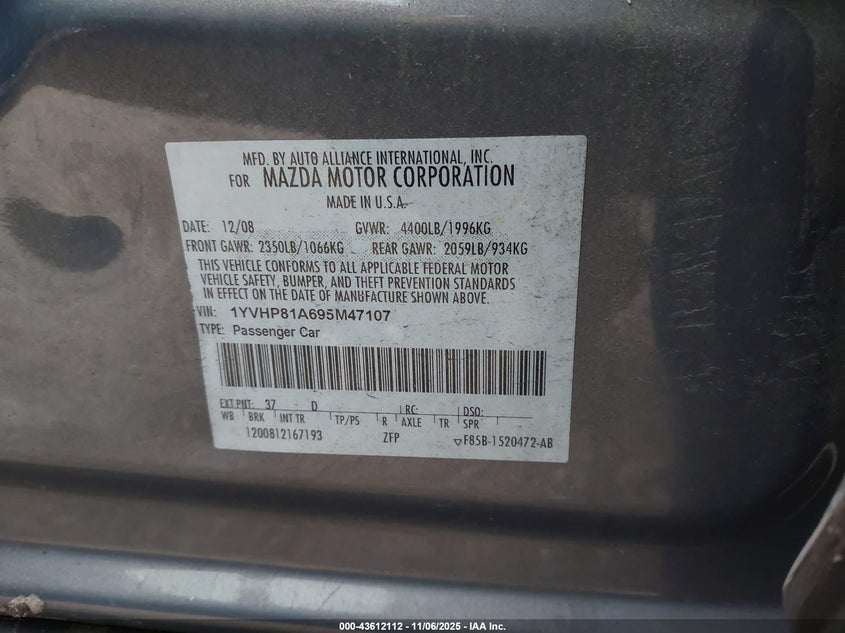 MFD. BY AUTO ALLIANCE INTERNATIONAL, INC.
FOR MAZDA MOTOR CORPORATION
MADE IN U.S.A.
DATE: 12/08 GVWR: 4400LB/1996KG
FRONT GAWR: 2350LB/1066KG REAR GAWR: 2059LB/934KG
THIS VEHICLE CONFORMS TO ALL APPLICABLE FEDERAL MOTOR
VEHICLE SAFETY, BUMPER, AND THEFT PREVENTION STANDARDS
IN EFFECT ON THE DATE OF MANUFACTURE SHOWN ABOVE.
VIN: 1YVHP81A695M47107
TYPE: Passenger Car
EXT PNT: 37 D RC: DSO:
WB BRK INT TR TP/PS R AXLE TR SPR
1200812167193 ZFP F85B-1520472-AB
000-43612112 - 11/06/2025 - IAA Inc.